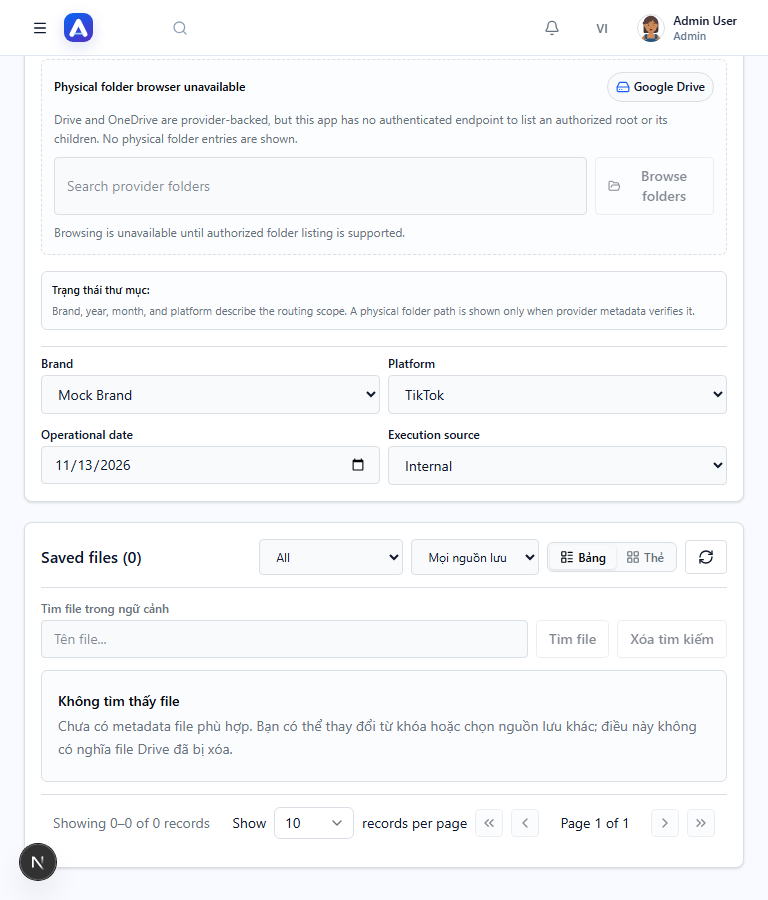 VI
Admin User
Admin
Physical folder browser unavailable
Google Drive
Drive and OneDrive are provider-backed, but this app has no authenticated endpoint to list an authorized root or its
children. No physical folder entries are shown.
Search provider folders
Browse
folders
Browsing is unavailable until authorized folder listing is supported.
Trạng thái thư mục:
Brand, year, month, and platform describe the routing scope. A physical folder path is shown only when provider metadata verifies it.
Brand
Platform
Mock Brand
TikTok
Operational date
Execution source
11/13/2026
Internal
Saved files (0)
All
Mọi nguồn lưu
Bảng
Thẻ
Tìm file trong ngữ cảnh
Tên file...
Tìm file
Xóa tìm kiếm
Không tìm thấy file
Chưa có metadata file phù hợp. Bạn có thể thay đổi từ khóa hoặc chọn nguồn lưu khác; điều này không
có nghĩa file Drive đã bị xóa.
Showing 0–0 of 0 records
Show
10
records per page
Page 1 of 1
N